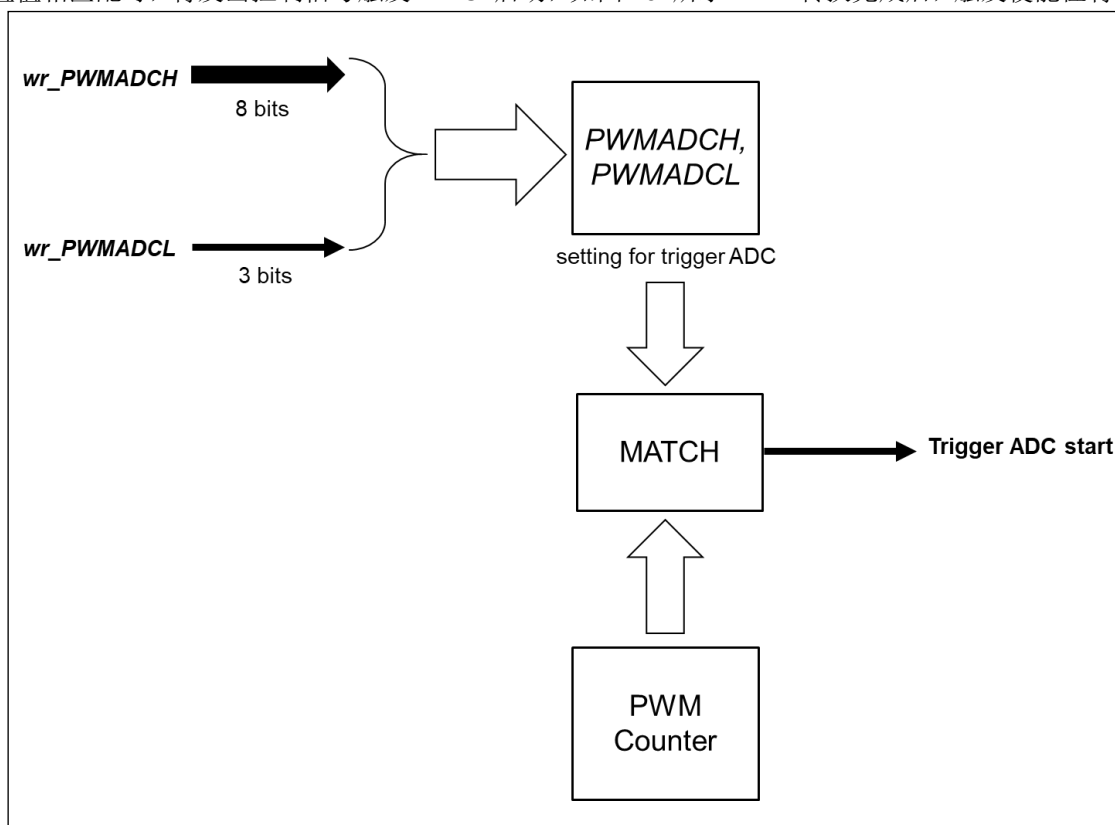 wr_PWMADCH
8 bits
wr_PWMADCL
3 bits
PWMADCH,
PWMADCL
setting for trigger ADC
MATCH
Trigger ADC start
PWM
Counter